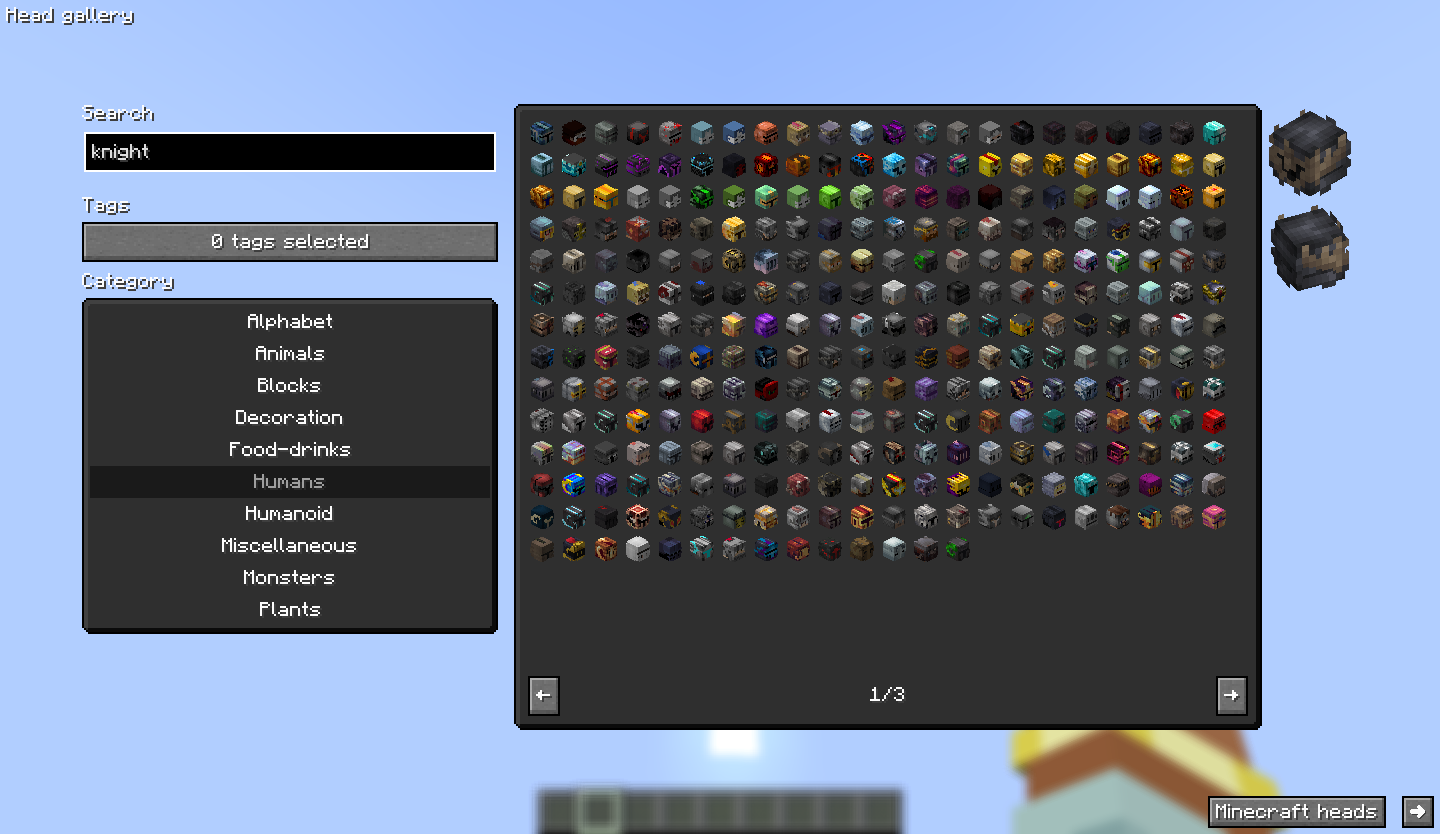 Head gallery
Search
knight
Tags
0 tags selected
Category
Alphabet
Animals
Blocks
Decoration
Food-drinks
Humans
Humanoid
Miscellaneous
Monsters
Plants
←
1/3
→
Minecraft heads
→